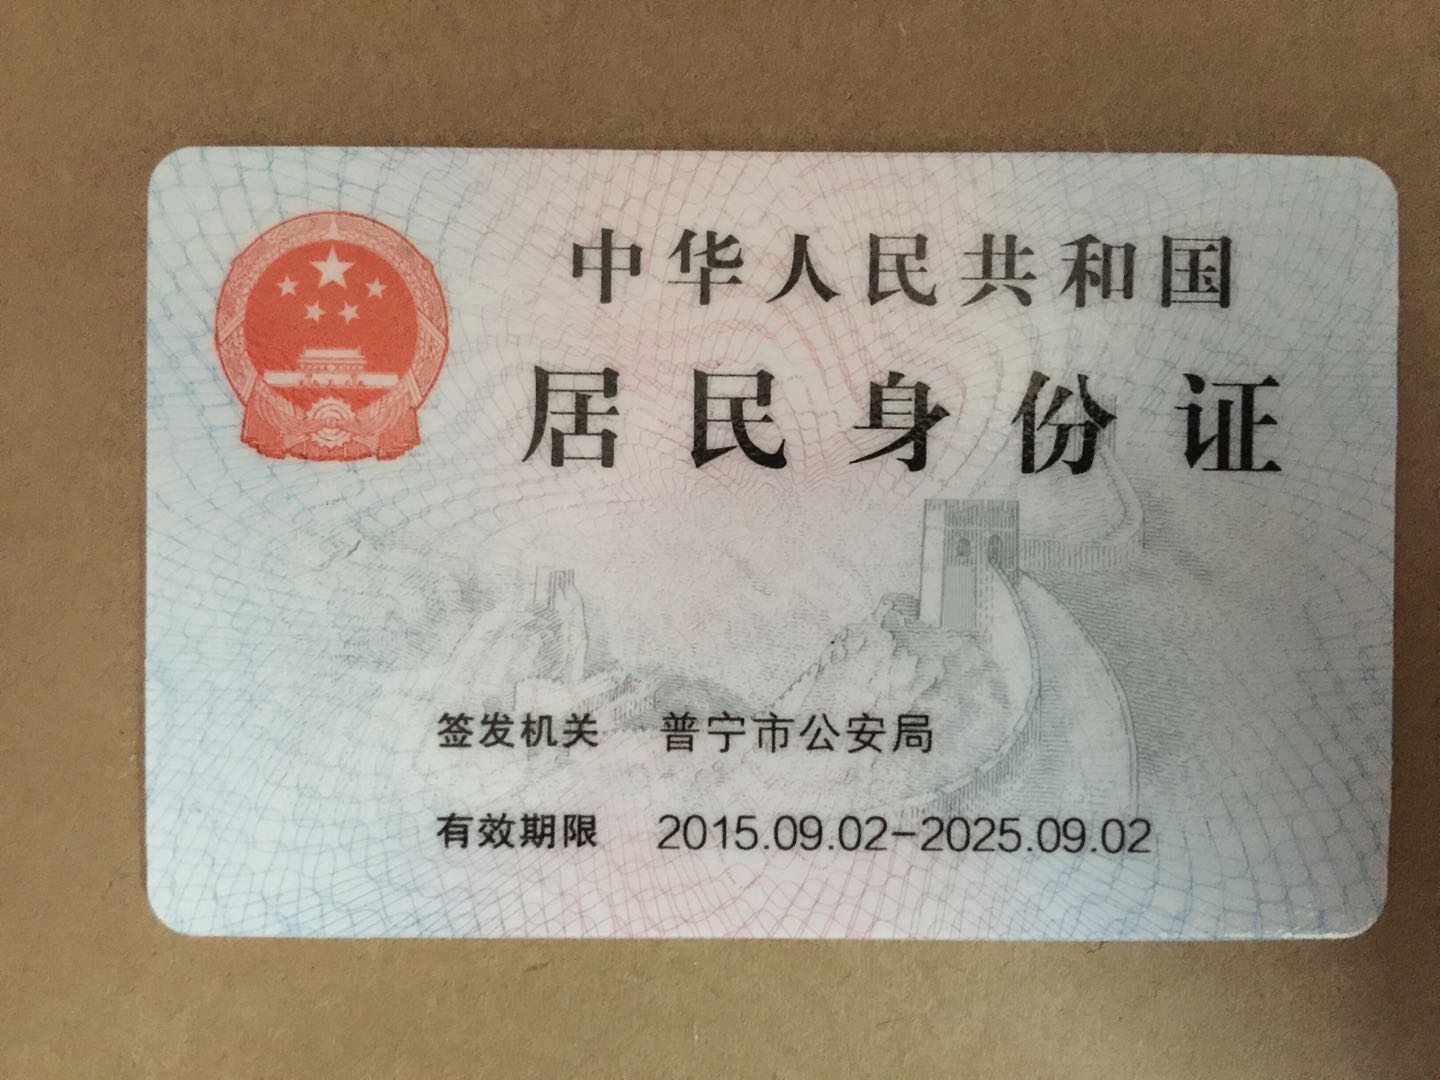 中华人民共和国
居民身份证
签发机关 普宁市公安局
有效期限 2015.09.02-2025.09.02